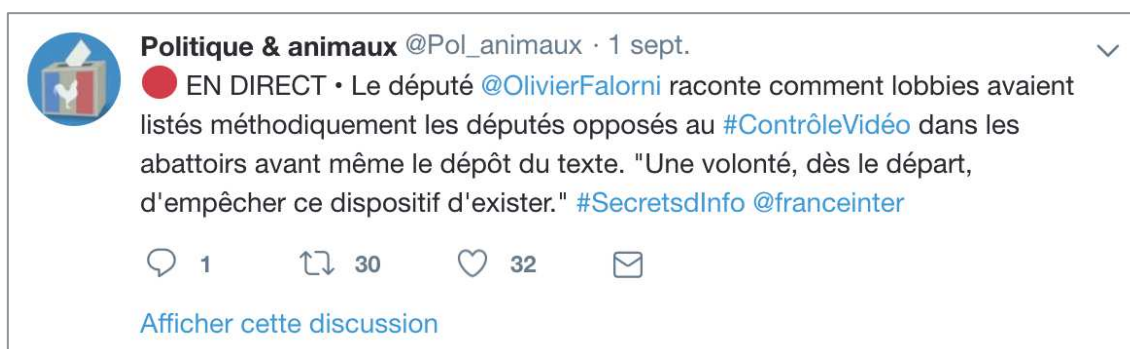 Politique & animaux @Pol_animaux · 1 sept.
🔴 EN DIRECT • Le député @OlivierFalorni raconte comment lobbies avaient
listés méthodiquement les députés opposés au #ContrôleVidéo dans les
abattoirs avant même le dépôt du texte. "Une volonté, dès le départ,
d'empêcher ce dispositif d'exister." #SecretsdInfo @franceinter
1 30 32
Afficher cette discussion